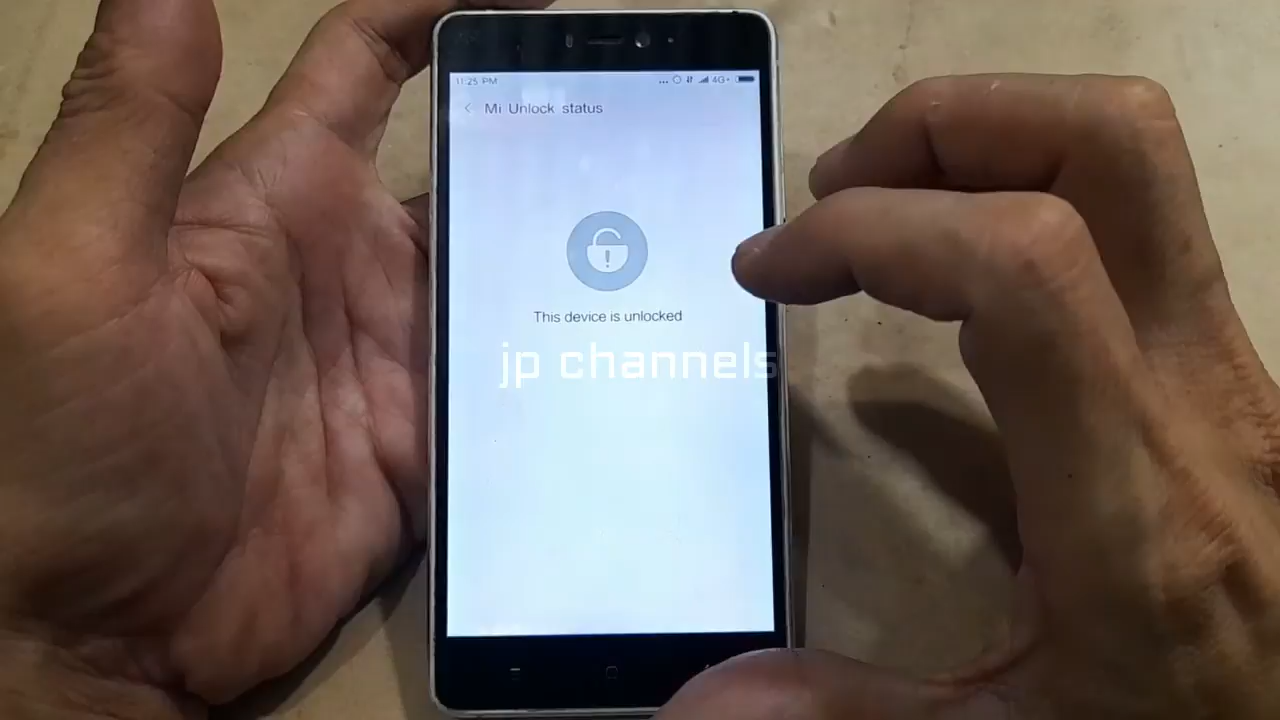 11:25 PM
... 4G+
Mi Unlock status
This device is unlocked
jp channels